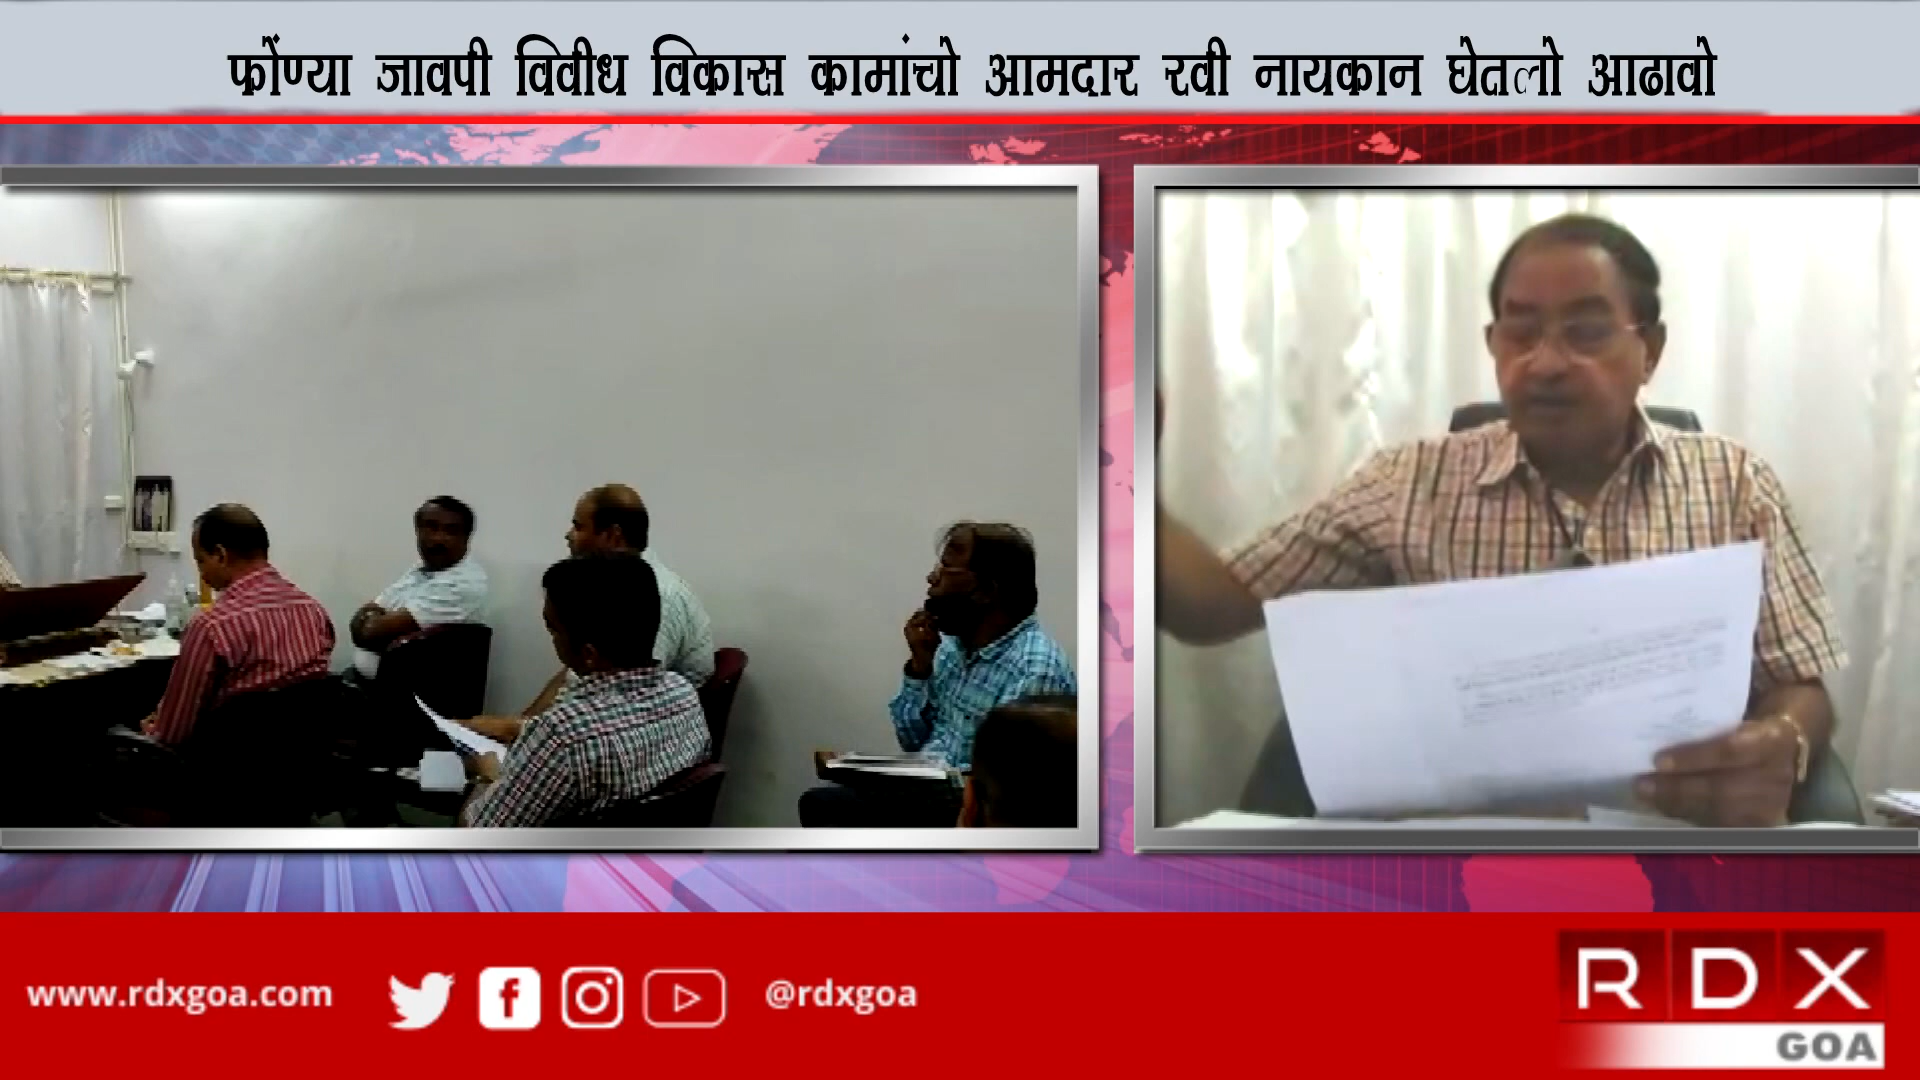 फोंण्या जावपी विवीध विकास कामांचो आमदार रवी नायकान घेतलो आढावो
www.rdxgoa.com
@rdxgoa
RDX
GOA